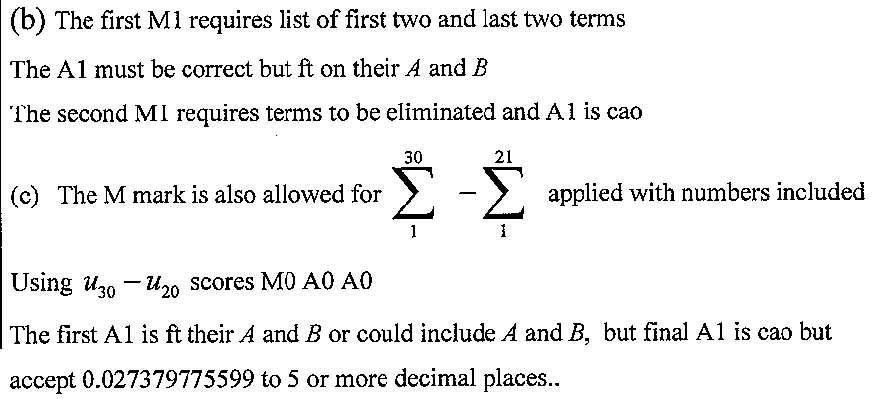 (b) The first M1 requires list of first two and last two terms
The A1 must be correct but ft on their A and B
The second M1 requires terms to be eliminated and A1 is cao
(c) The M mark is also allowed for $\sum_{1}^{30} - \sum_{1}^{21}$ applied with numbers included
Using $u_{30} - u_{20}$ scores M0 A0 A0
The first A1 is ft their A and B or could include A and B, but final A1 is cao but
accept 0.027379775599 to 5 or more decimal places..